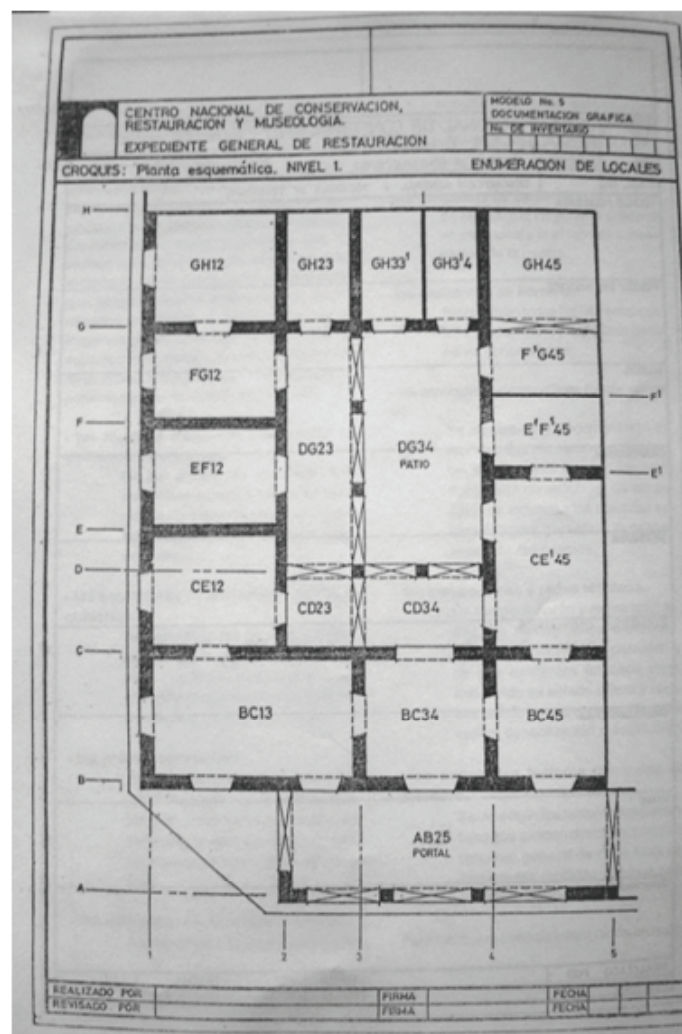 CENTRO NACIONAL DE CONSERVACION,
RESTAURACION Y MUSEOLOGIA.
EXPEDIENTE GENERAL DE RESTAURACION
MODELO No. 5
DOCUMENTACION GRAFICA
No. DE INVENTARIO
CROQUIS: Planta esquemática. NIVEL 1. ENUMERACION DE LOCALES
H
GH12 GH23 GH33¹ GH3¹4 GH45
G
F¹G45
FG12
F¹
F
E¹F¹45
DG23 DG34
PATIO
EF12
E¹
E
CE¹45
D
CE12
CD23 CD34
C
BC13 BC34 BC45
B
AB25
PORTAL
A
1 2 3 4 5
REALIZADO POR FIRMA FECHA
REVISADO POR FIRMA FECHA